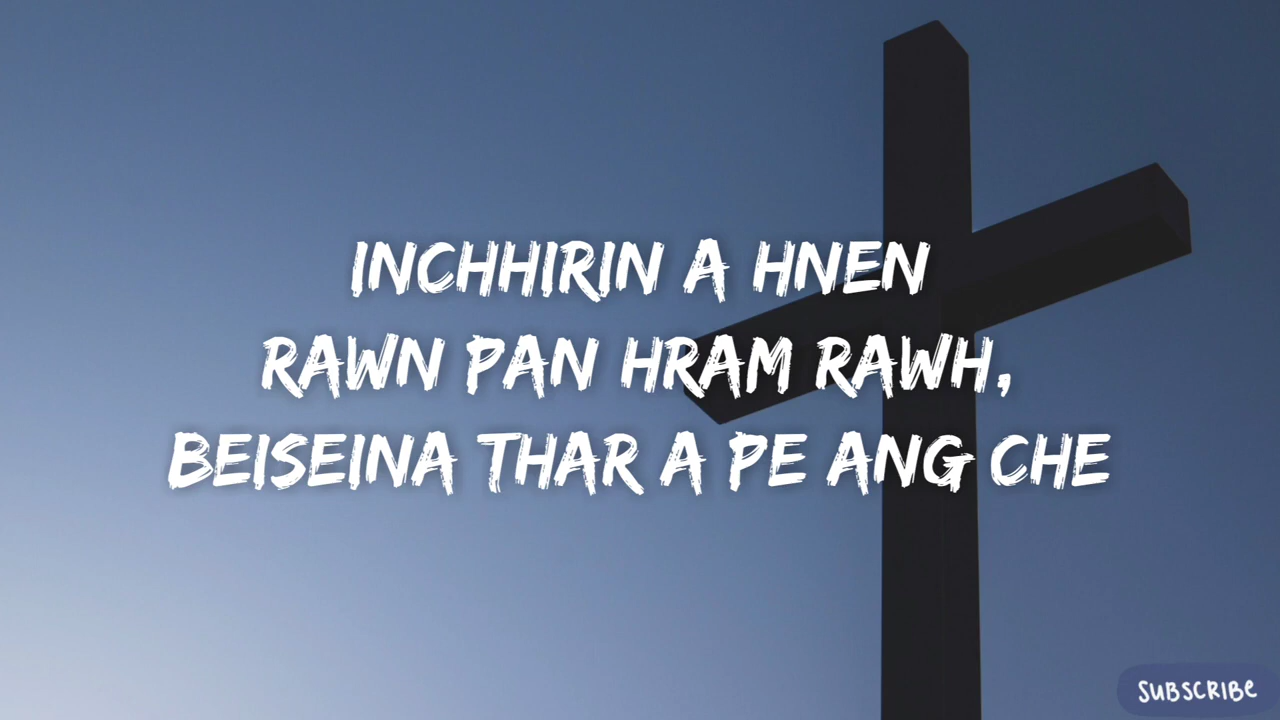 INCHHIRIN A HNEN
RAWN PAN HRAM RAWH,
BEISEINA THAR A PE ANG CHE
SUBSCRIBE